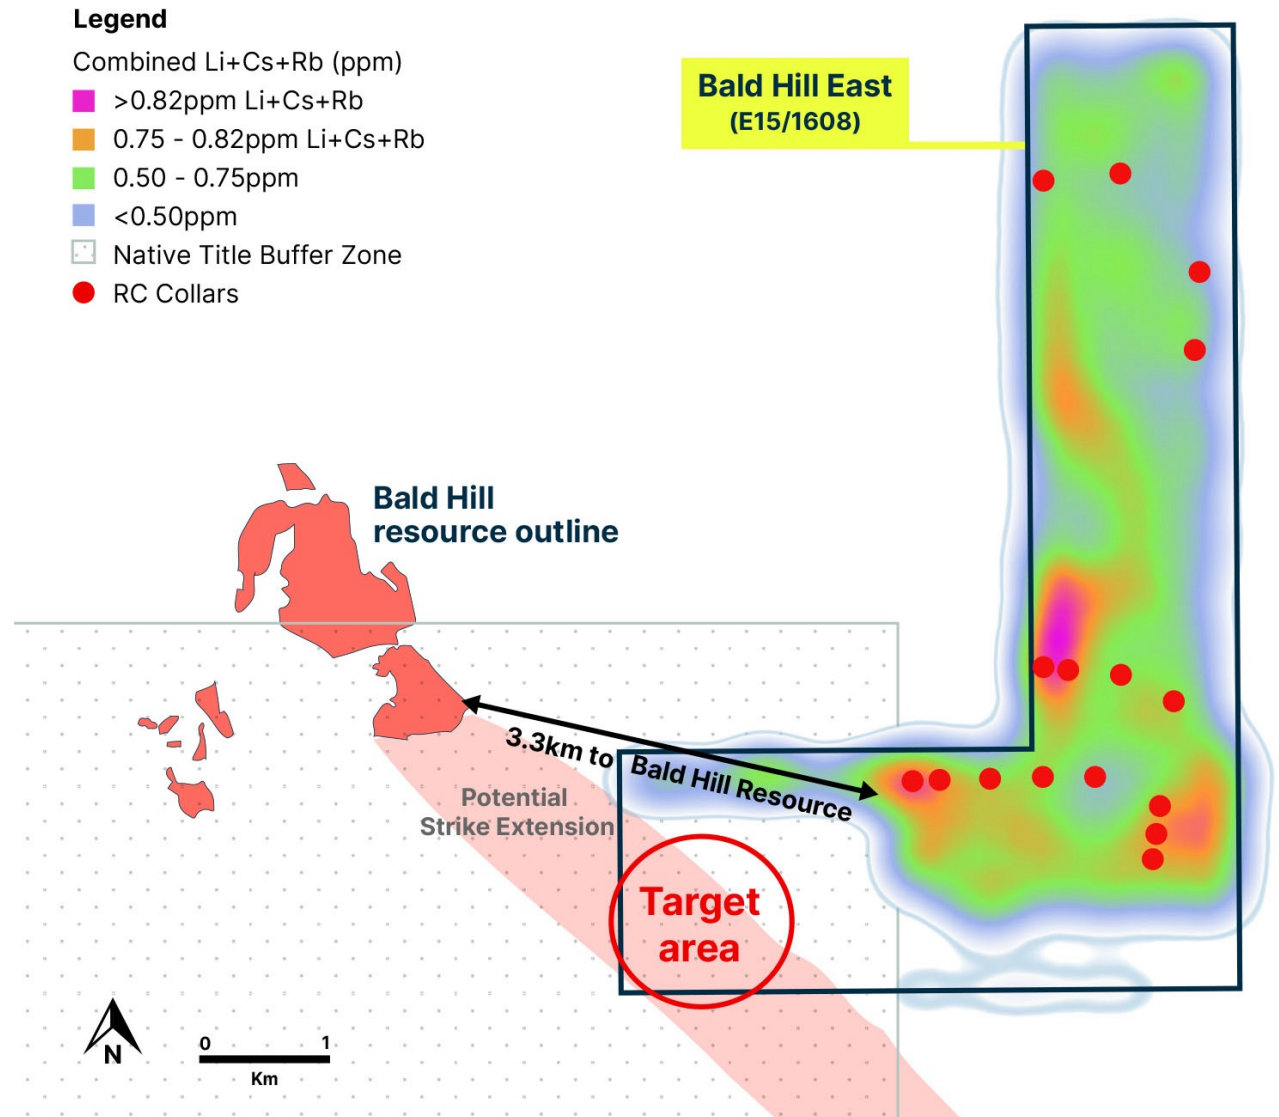 Legend
Combined Li+Cs+Rb (ppm)
>0.82ppm Li+Cs+Rb
0.75 - 0.82ppm Li+Cs+Rb
0.50 - 0.75ppm
<0.50ppm
Native Title Buffer Zone
RC Collars
Bald Hill East
(E15/1608)
Bald Hill
resource outline
3.3km to Bald Hill Resource
Potential
Strike Extension
Target
area
N
0 1
Km